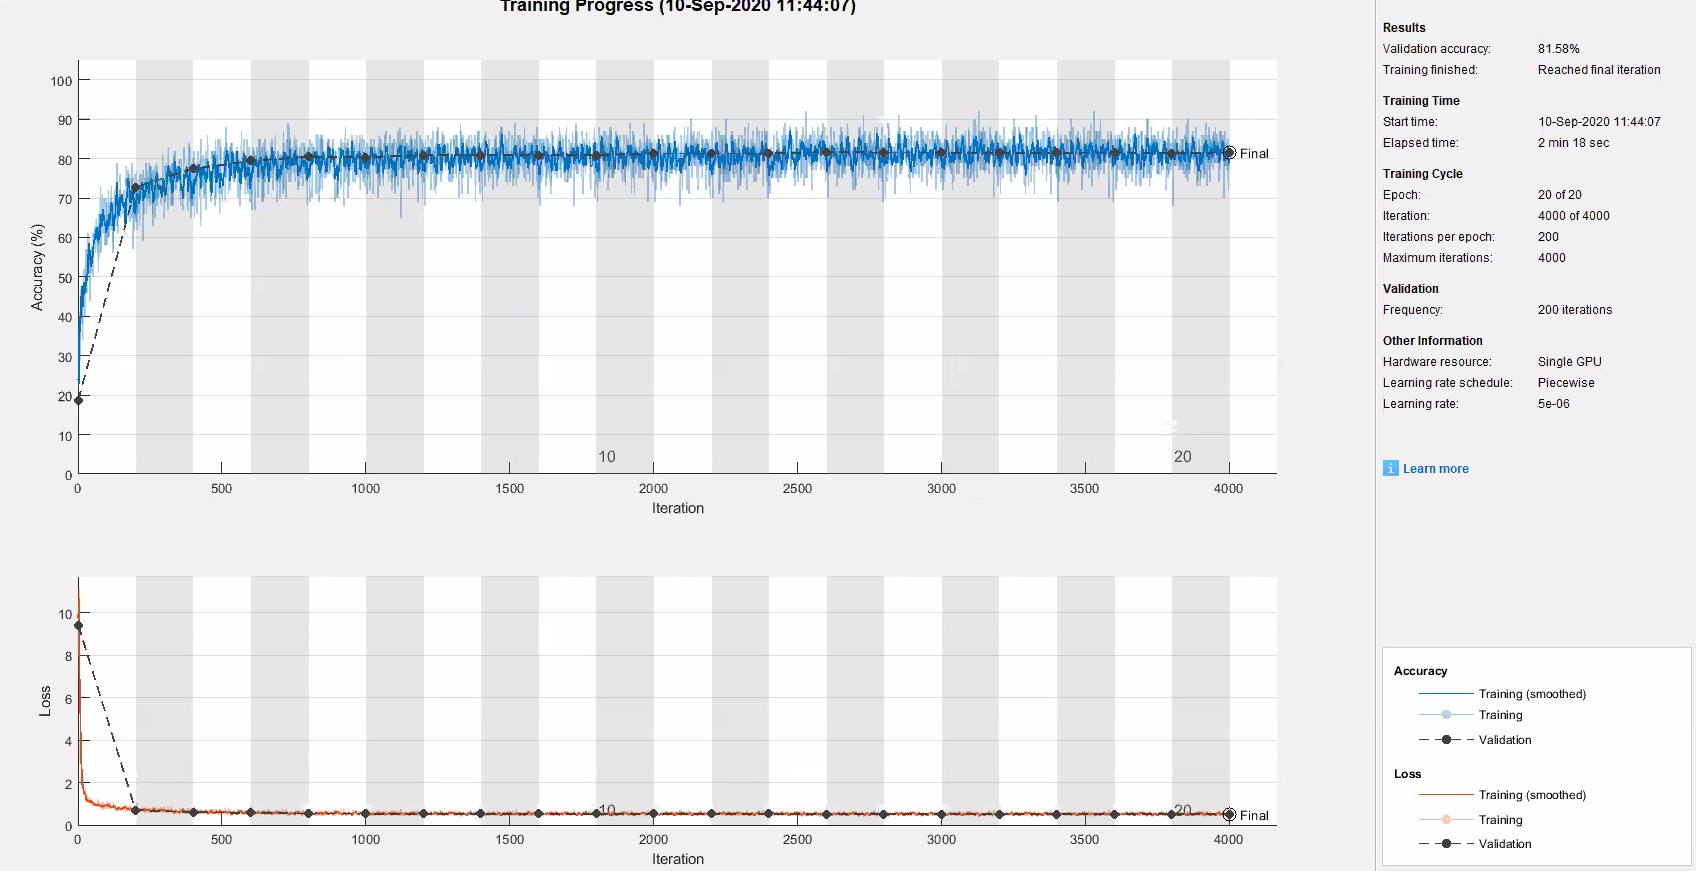 Training Progress (10-Sep-2020 11:44:07)
100
90
80
70
60
50
40
30
20
10
0
Accuracy (%)
Final
10
20
0 500 1000 1500 2000 2500 3000 3500 4000
Iteration
10
8
6
4
2
0
Loss
10
20
Final
0 500 1000 1500 2000 2500 3000 3500 4000
Iteration
Results
Validation accuracy: 81.58%
Training finished: Reached final iteration
Training Time
Start time: 10-Sep-2020 11:44:07
Elapsed time: 2 min 18 sec
Training Cycle
Epoch: 20 of 20
Iteration: 4000 of 4000
Iterations per epoch: 200
Maximum iterations: 4000
Validation
Frequency: 200 iterations
Other Information
Hardware resource: Single GPU
Learning rate schedule: Piecewise
Learning rate: 5e-06
i Learn more
Accuracy
Training (smoothed)
Training
Validation
Loss
Training (smoothed)
Training
Validation